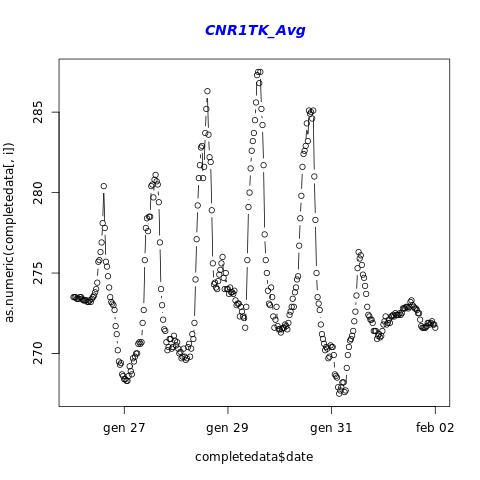 CNR1TK_Avg
as.numeric(completedata[, i])
285
280
275
270
gen 27
gen 29
gen 31
feb 02
completedata$date